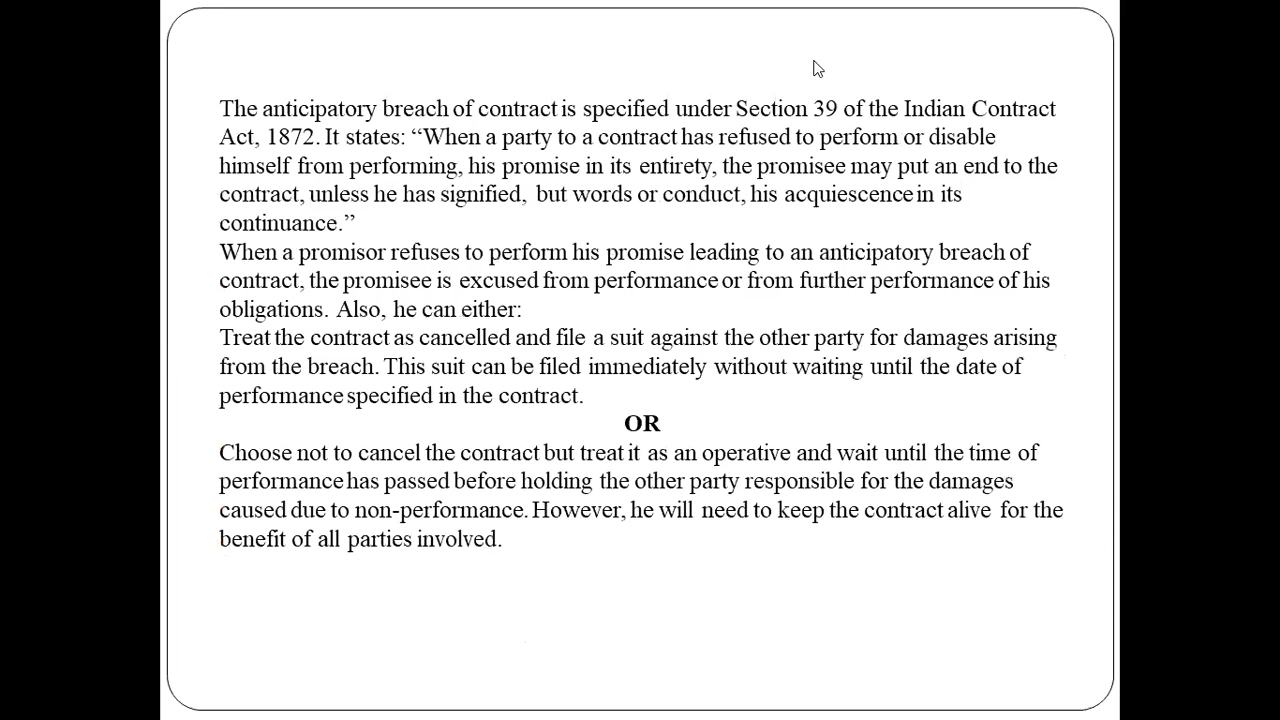 The anticipatory breach of contract is specified under Section 39 of the Indian Contract
Act, 1872. It states: “When a party to a contract has refused to perform or disable
himself from performing, his promise in its entirety, the promisee may put an end to the
contract, unless he has signified, but words or conduct, his acquiescence in its
continuance.”
When a promisor refuses to perform his promise leading to an anticipatory breach of
contract, the promisee is excused from performance or from further performance of his
obligations. Also, he can either:
Treat the contract as cancelled and file a suit against the other party for damages arising
from the breach. This suit can be filed immediately without waiting until the date of
performance specified in the contract.
OR
Choose not to cancel the contract but treat it as an operative and wait until the time of
performance has passed before holding the other party responsible for the damages
caused due to non-performance. However, he will need to keep the contract alive for the
benefit of all parties involved.